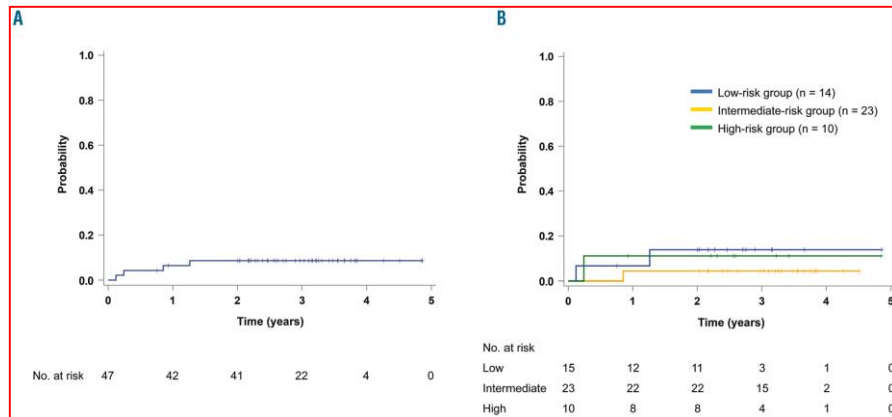 A
1.0
0.8
0.6
0.4
0.2
0.0
Probability
0 1 2 3 4 5
Time (years)
No. at risk 47 42 41 22 4 0
B
1.0
0.8
0.6
0.4
0.2
0.0
Probability
Low-risk group (n = 14)
Intermediate-risk group (n = 23)
High-risk group (n = 10)
0 1 2 3 4 5
Time (years)
No. at risk
Low 15 12 11 3 1 0
Intermediate 23 22 22 15 2 0
High 10 8 8 4 1 0